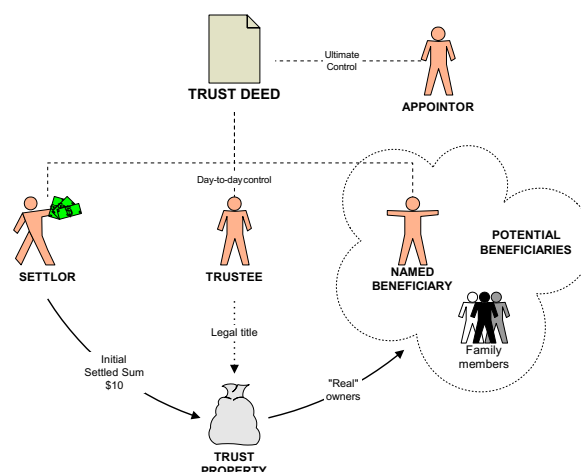 Ultimate
Control
TRUST DEED
APPOINTOR
Day-to-day control
POTENTIAL
BENEFICIARIES
SETTLOR
TRUSTEE
NAMED
BENEFICIARY
Legal title
Family
members
Initial
Settled Sum
$10
"Real"
owners
TRUST
PROPERTY